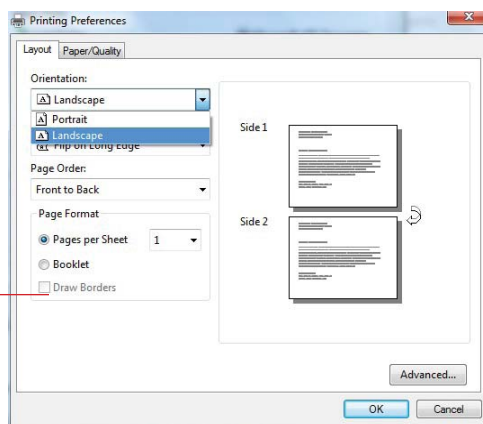 Printing Preferences
Layout Paper/Quality
Orientation:
Landscape
Portrait
Landscape
Flip on Long Edge
Page Order:
Front to Back
Page Format
Pages per Sheet 1
Booklet
Draw Borders
Side 1
Side 2
Advanced...
OK Cancel